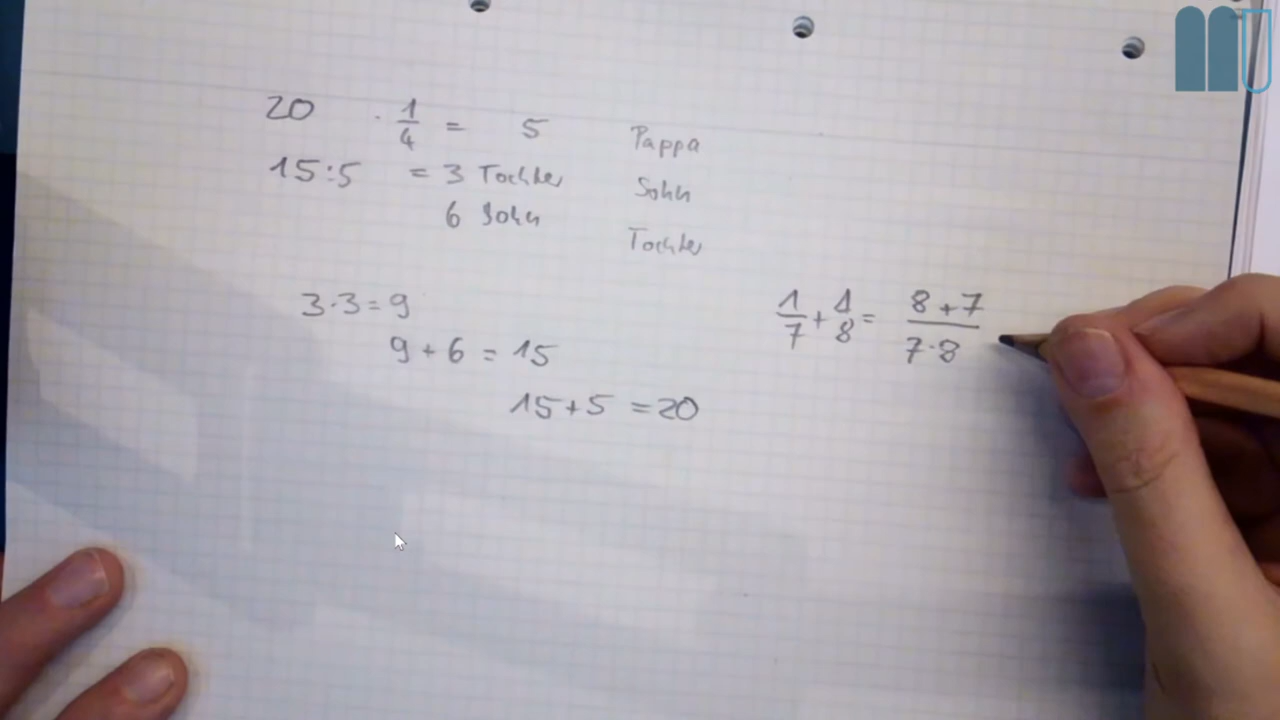 20 · 1/4 = 5 Pappa
15:5 = 3 Tochter Sohn
6 Sohn
Tochter
3·3=9
9+6=15
15+5=20
1/7 + 1/8 = (8+7)/(7·8)